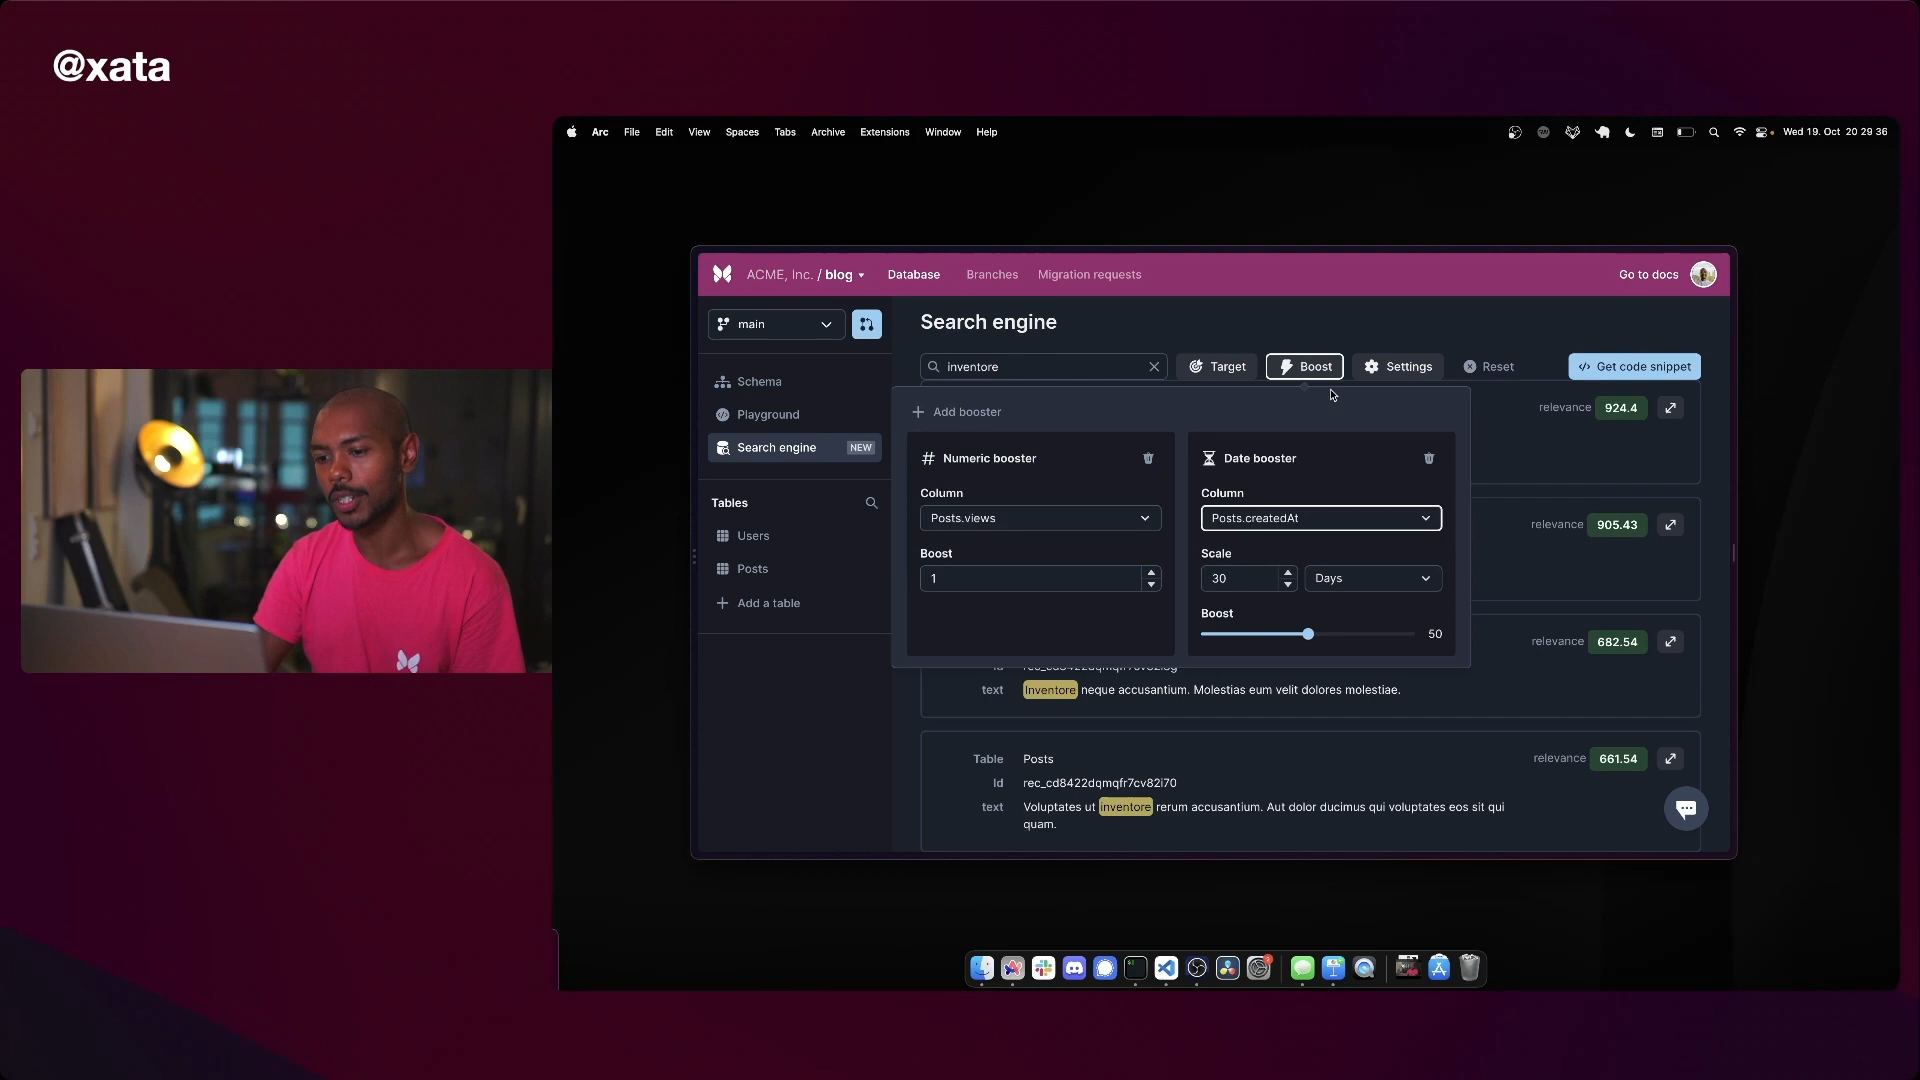 @xata
Arc File Edit View Spaces Tabs Archive Extensions Window Help
Wed 19. Oct 20 29 36
ACME, Inc. / blog Database Branches Migration requests Go to docs
main
Search engine
inventore Target Boost Settings Reset Get code snippet
Schema
Playground
Search engine NEW
Tables
Users
Posts
Add a table
Add booster
Numeric booster
Column
Posts.views
Boost
1
Date booster
Column
Posts.createdAt
Scale
30 Days
Boost
50
relevance 924.4
relevance 905.43
relevance 682.54
text Inventore neque accusantium. Molestias eum velit dolores molestiae.
Table Posts
relevance 661.54
Id rec_cd8422dqmqfr7cv82i70
text Voluptates ut inventore rerum accusantium. Aut dolor ducimus qui voluptates eos sit qui
quam.